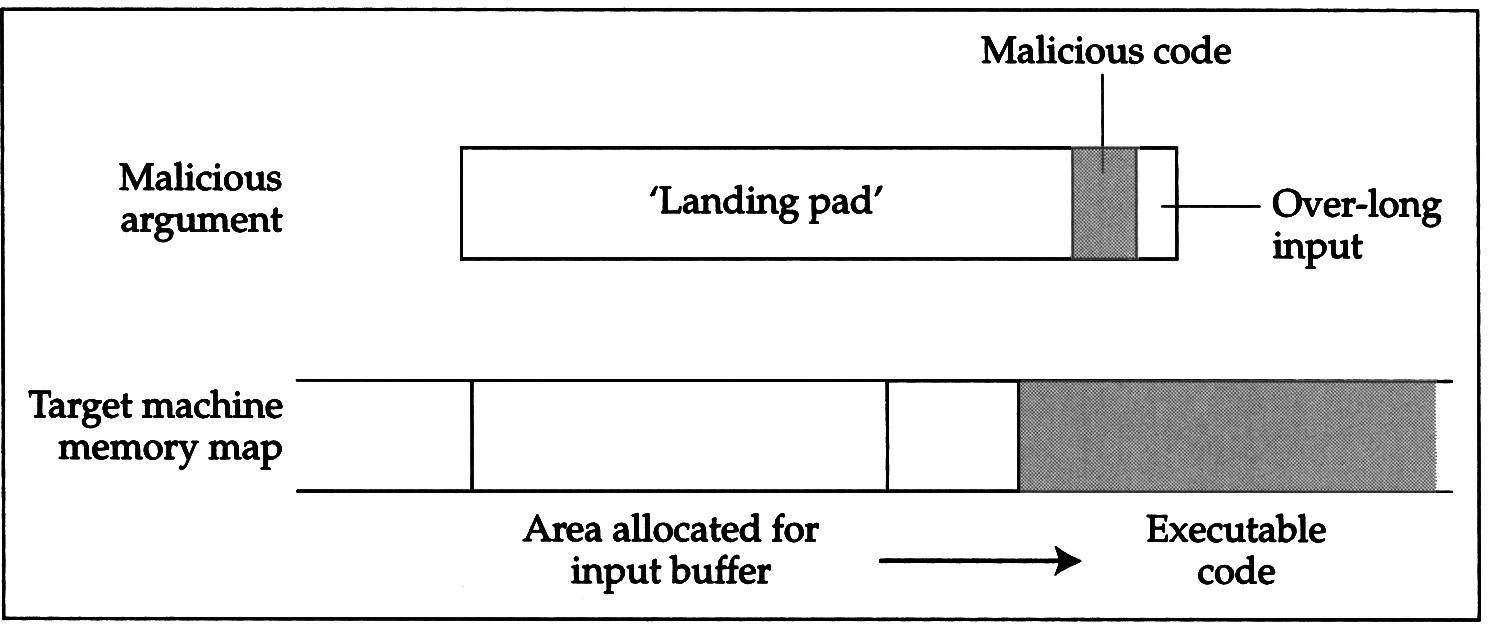 Malicious code
Malicious
argument
'Landing pad'
Over-long
input
Target machine
memory map
Area allocated for
input buffer
Executable
code